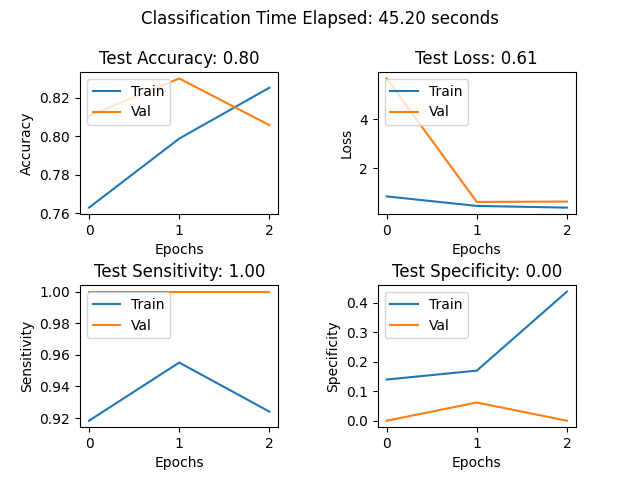 Classification Time Elapsed: 45.20 seconds
Test Accuracy: 0.80
Accuracy
0.82
0.80
0.78
0.76
Train
Val
0 1 2
Epochs
Test Loss: 0.61
Loss
4
2
Train
Val
0 1 2
Epochs
Test Sensitivity: 1.00
Sensitivity
1.00
0.98
0.96
0.94
0.92
Train
Val
0 1 2
Epochs
Test Specificity: 0.00
Specificity
0.4
0.3
0.2
0.1
0.0
Train
Val
0 1 2
Epochs